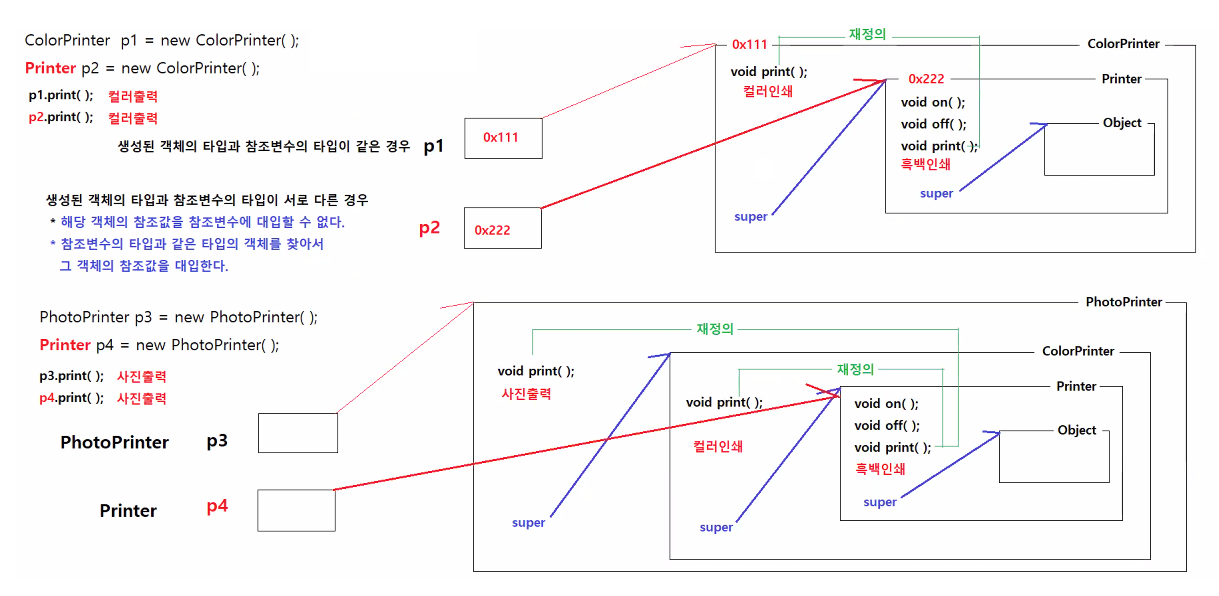 ColorPrinter p1 = new ColorPrinter( );
Printer p2 = new ColorPrinter( );
p1.print( ); 컬러출력
p2.print( ); 컬러출력
생성된 객체의 타입과 참조변수의 타입이 같은 경우 p1
0x111
생성된 객체의 타입과 참조변수의 타입이 서로 다른 경우
* 해당 객체의 참조값을 참조변수에 대입할 수 없다.
* 참조변수의 타입과 같은 타입의 객체를 찾아서
그 객체의 참조값을 대입한다.
p2
0x222
0x111
재정의
ColorPrinter
void print( );
컬러인쇄
0x222
Printer
void on( );
void off( );
void print( );
흑백인쇄
Object
super
super
PhotoPrinter p3 = new PhotoPrinter( );
Printer p4 = new PhotoPrinter( );
p3.print( ); 사진출력
p4.print( ); 사진출력
PhotoPrinter p3
Printer p4
PhotoPrinter
재정의
void print( );
사진출력
ColorPrinter
재정의
void print( );
컬러인쇄
Printer
void on( );
void off( );
void print( );
흑백인쇄
Object
super
super
super